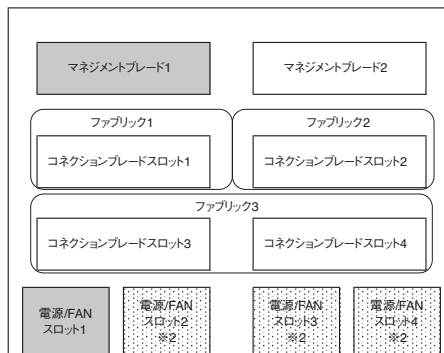 マネジメントブレード1
マネジメントブレード2
ファブリック1
ファブリック2
コネクションブレードスロット1
コネクションブレードスロット2
ファブリック3
コネクションブレードスロット3
コネクションブレードスロット4
電源/FAN
スロット1
電源/FAN
スロット2
※2
電源/FAN
スロット3
※2
電源/FAN
スロット4
※2